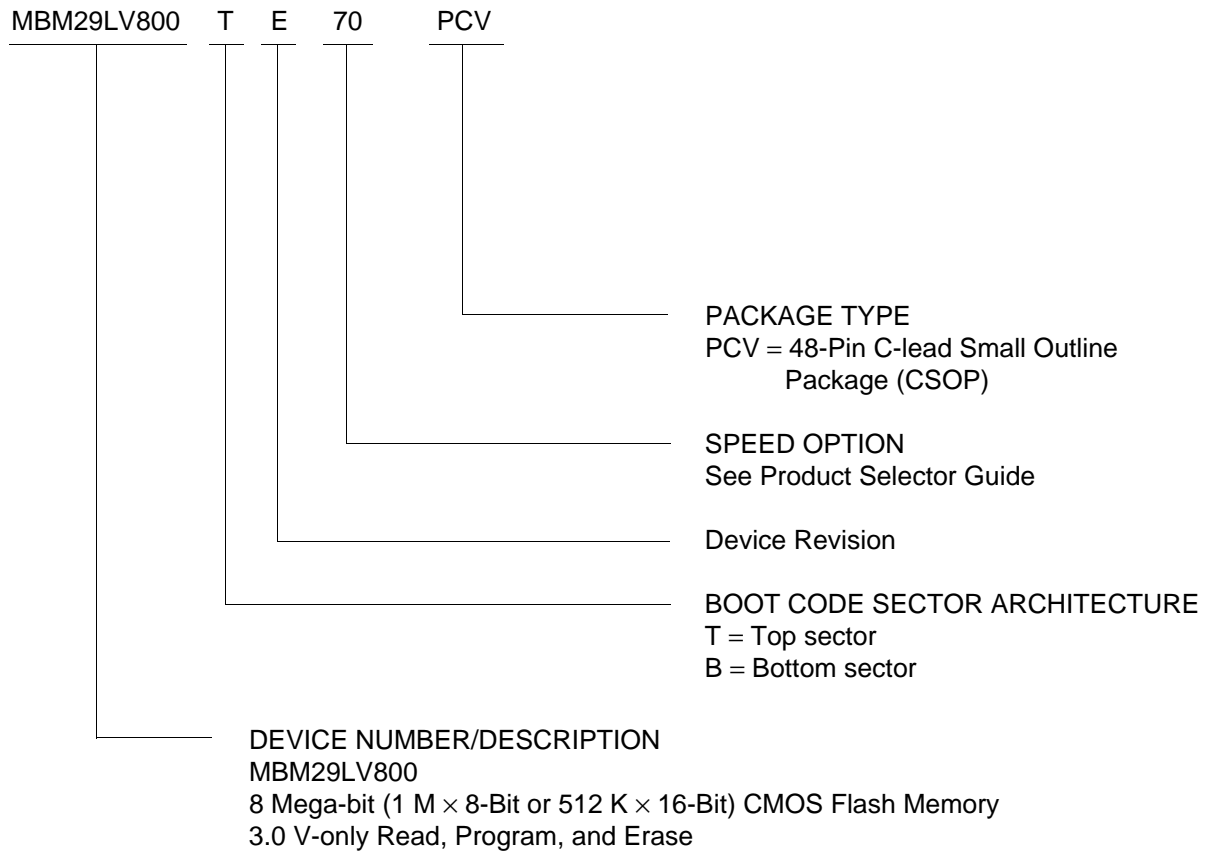 MBM29LV800 T E 70 PCV
PACKAGE TYPE
PCV = 48-Pin C-lead Small Outline
Package (CSOP)
SPEED OPTION
See Product Selector Guide
Device Revision
BOOT CODE SECTOR ARCHITECTURE
T = Top sector
B = Bottom sector
DEVICE NUMBER/DESCRIPTION
MBM29LV800
8 Mega-bit (1 M × 8-Bit or 512 K × 16-Bit) CMOS Flash Memory
3.0 V-only Read, Program, and Erase